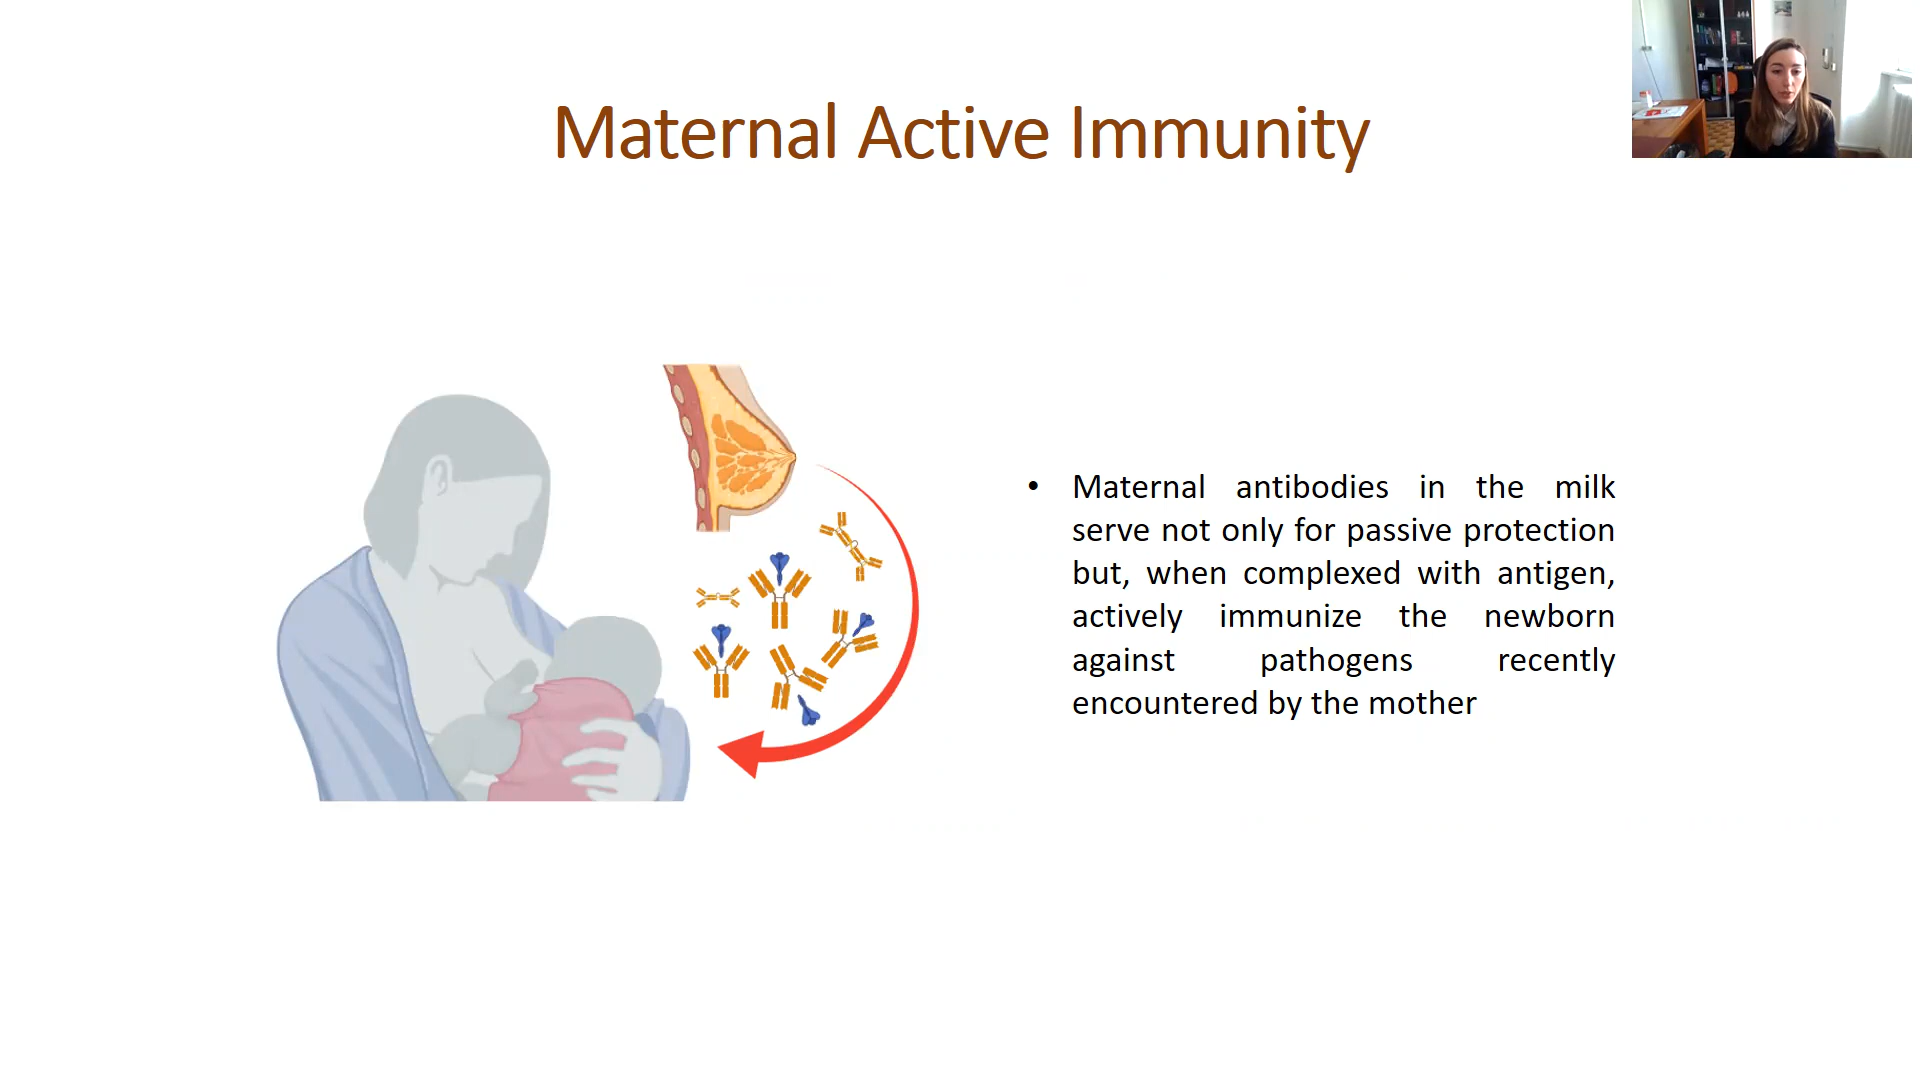 Maternal Active Immunity
• Maternal antibodies in the milk
serve not only for passive protection
but, when complexed with antigen,
actively immunize the newborn
against pathogens recently
encountered by the mother